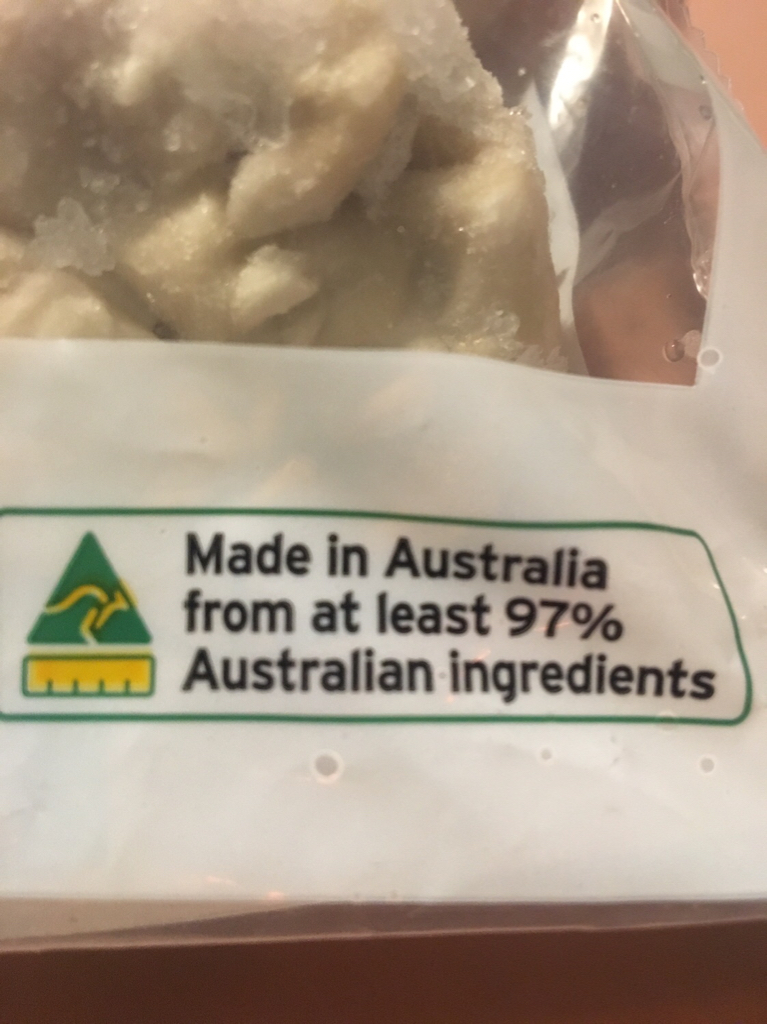 Made in Australia
from at least 97%
Australian ingredients